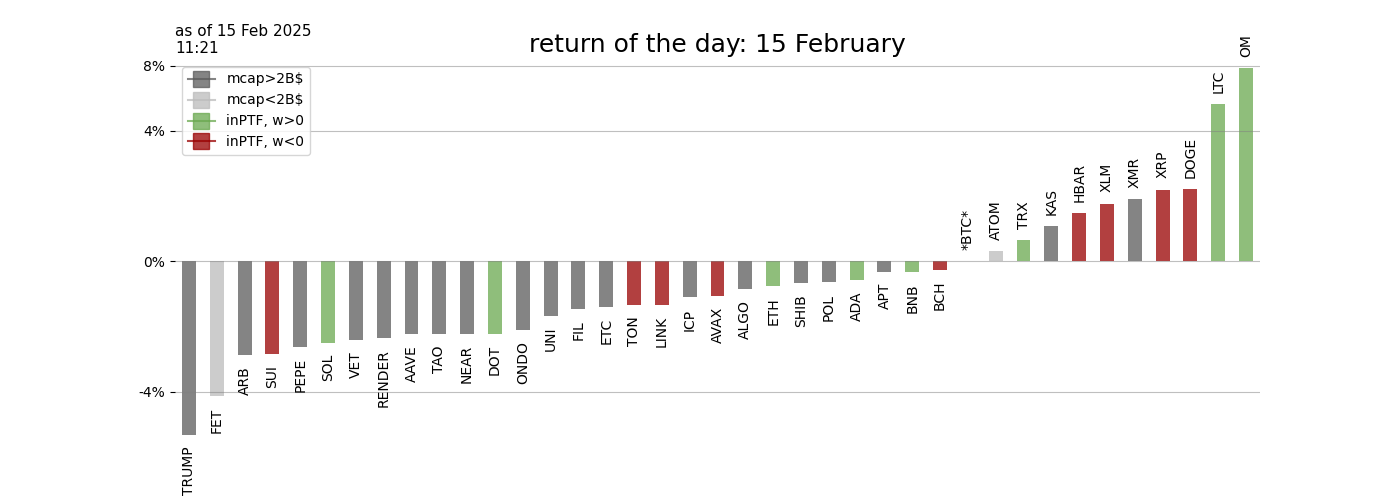 as of 15 Feb 2025
11:21
return of the day: 15 February
8%
4%
0%
-4%
mcap>2B$
mcap<2B$
inPTF, w>0
inPTF, w<0
TRUMP
FET
ARB
SUI
PEPE
SOL
VET
RENDER
AAVE
TAO
NEAR
DOT
ONDO
UNI
FIL
ETC
TON
LINK
ICP
AVAX
ALGO
ETH
SHIB
POL
ADA
APT
BNB
BCH
*BTC*
ATOM
TRX
KAS
HBAR
XLM
XMR
XRP
DOGE
LTC
OM